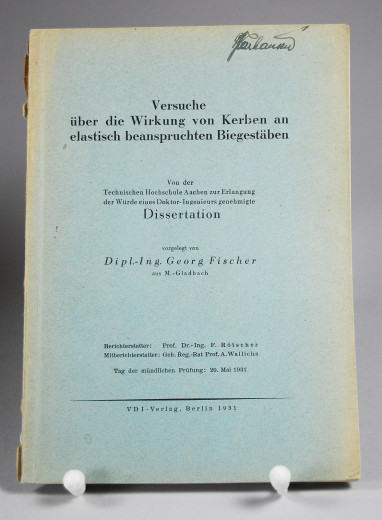 Versuche
über die Wirkung von Kerben an
elastisch beanspruchten Biegestäben
Von der
Technischen Hochschule Aachen zur Erlangung
der Würde eines Doktor-Ingenieurs genehmigte
Dissertation
vorgelegt von
Dipl.-Ing. Georg Fischer
aus M.-Gladbach
Berichterstatter: Prof. Dr.-Ing. F. Rötscher
Mitberichterstatter: Geh. Reg.-Rat Prof. A. Wallichs
Tag der mündlichen Prüfung: 20. Mai 1931
VDI-Verlag, Berlin 1931